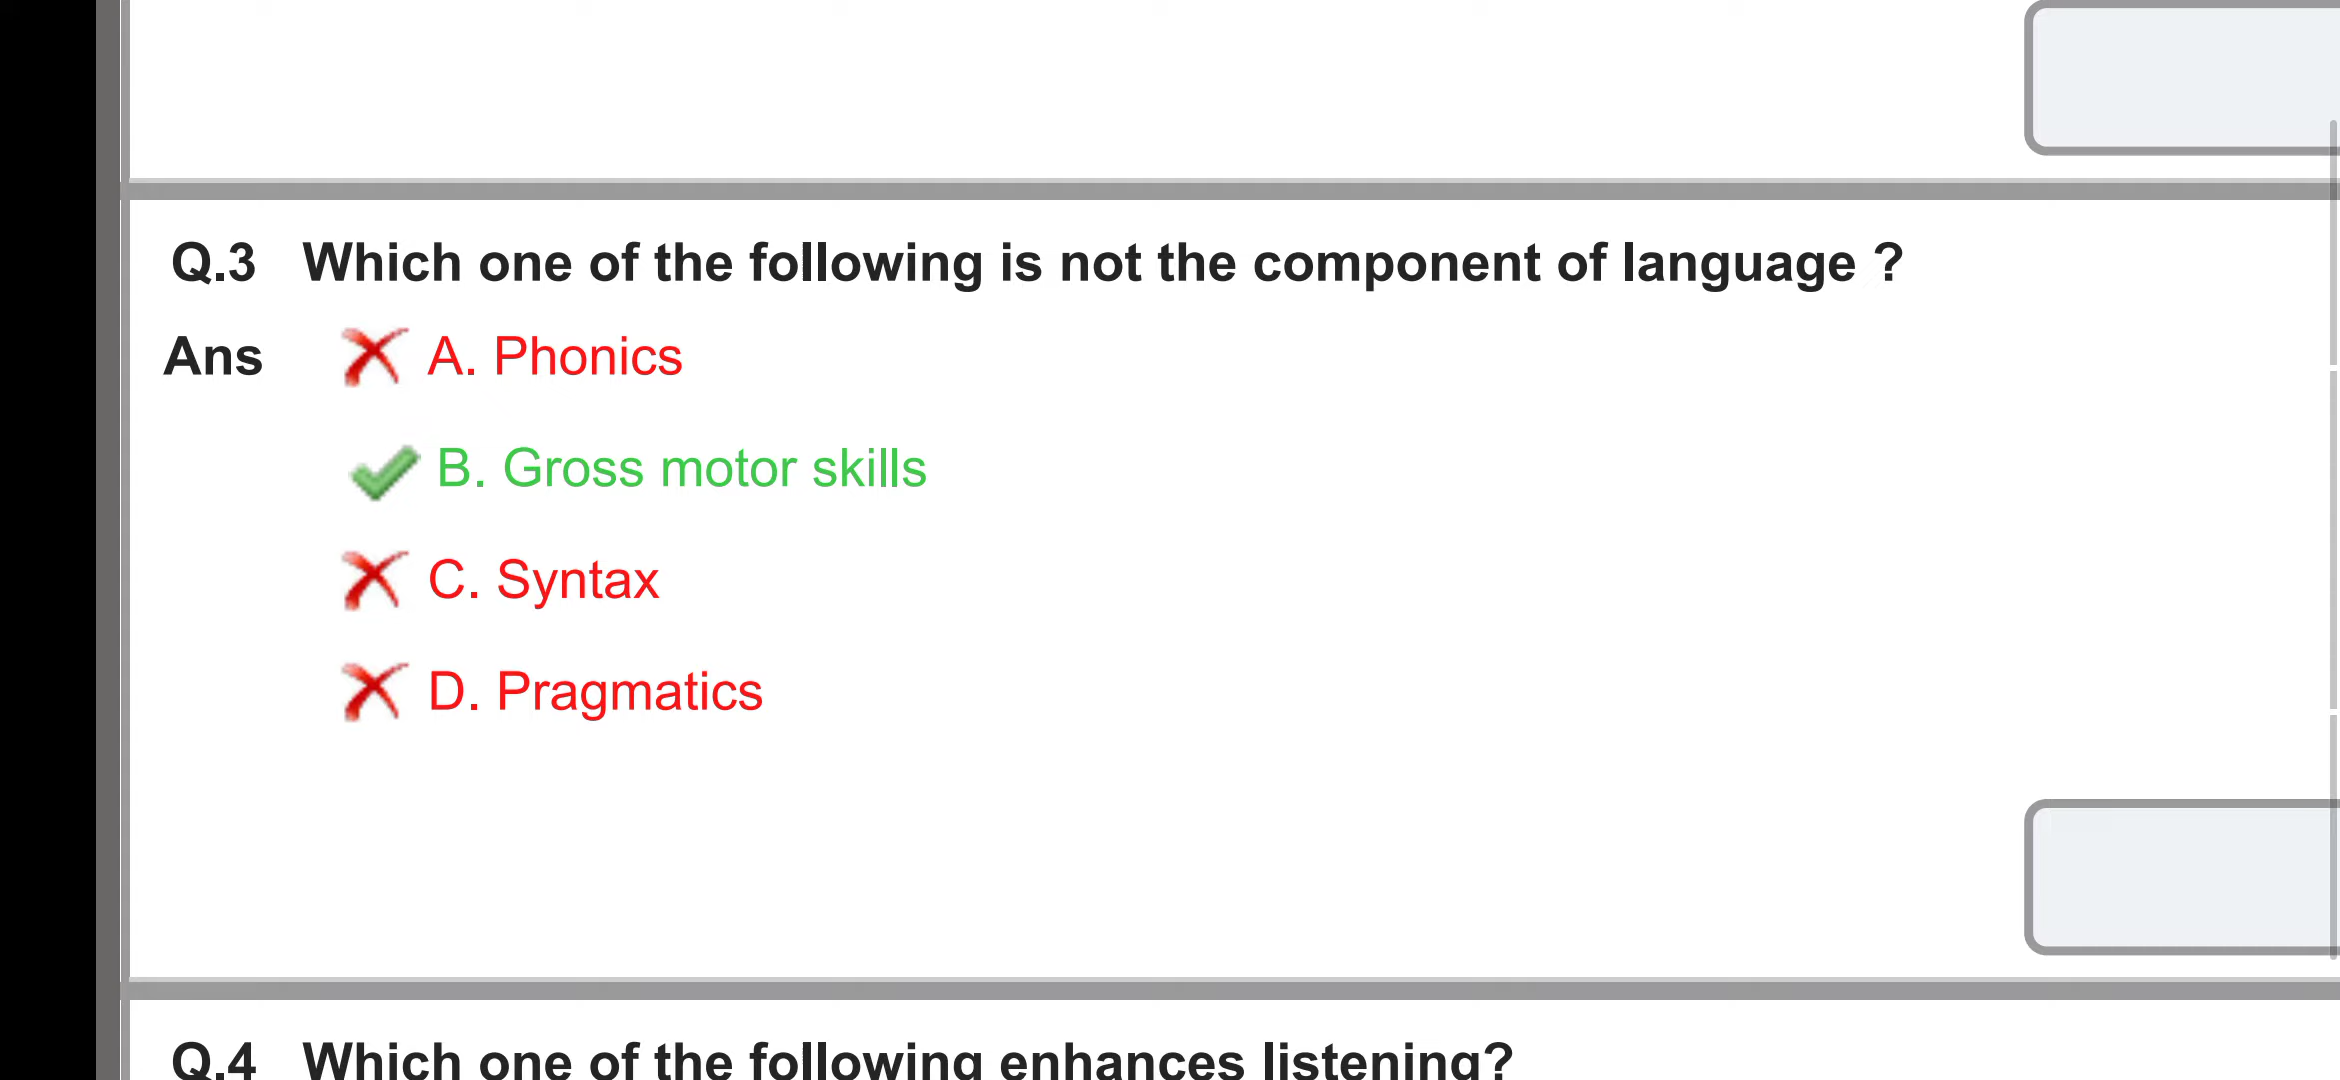 Q.3 Which one of the following is not the component of language ?
Ans A. Phonics
B. Gross motor skills
C. Syntax
D. Pragmatics
Q.4 Which one of the following enhances listening?